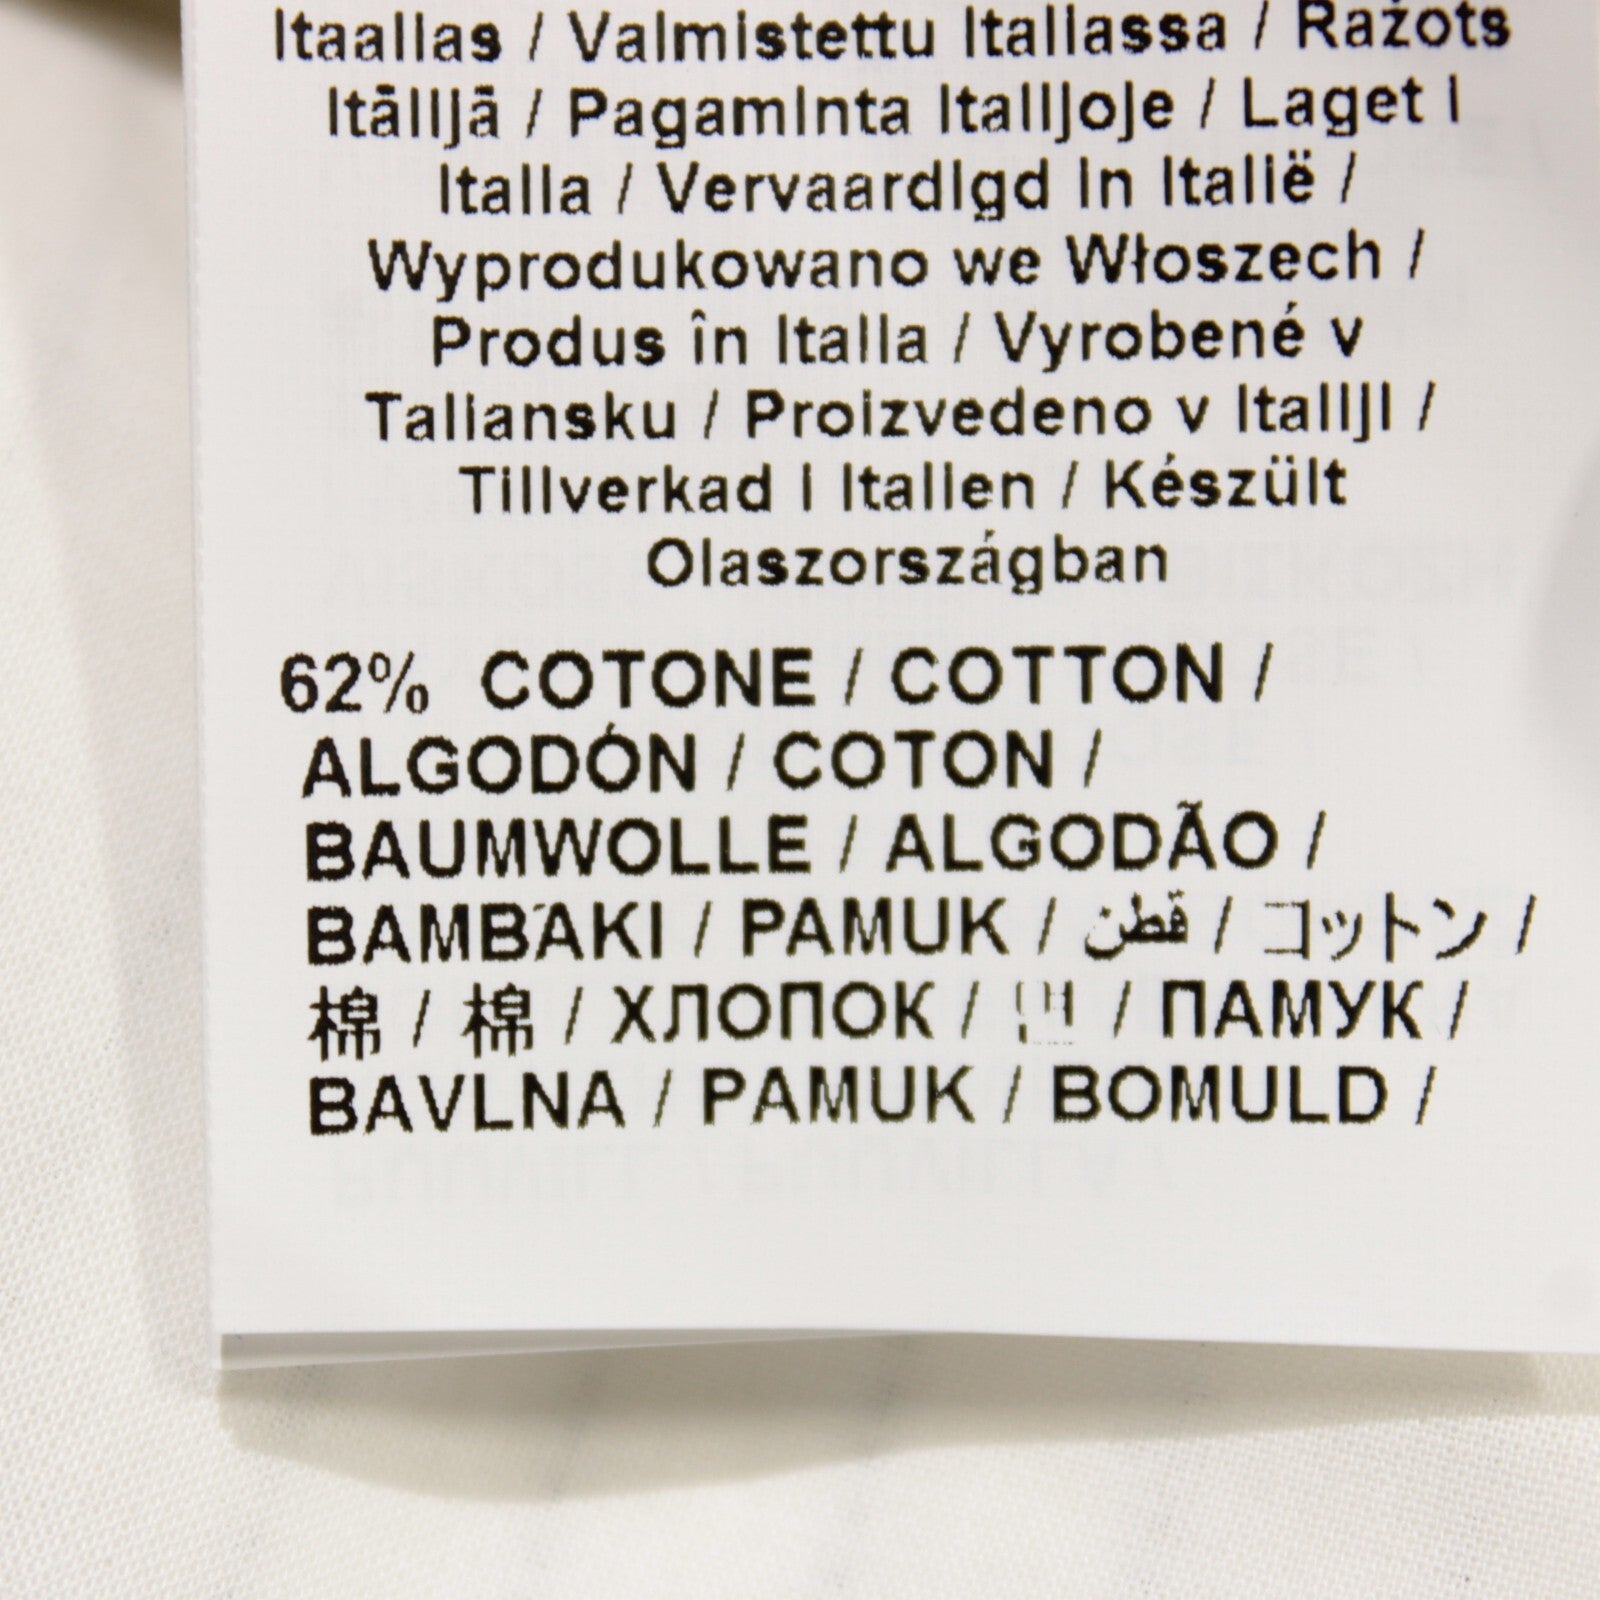 Itaallas / Valmistettu Italiassa / Ražots
Itālijā / Pagaminta Italijoje / Laget i
Italia / Vervaardigd in Italië /
Wyprodukowano we Włoszech /
Produs în Italia / Vyrobené v
Taliansku / Proizvedeno v Italiji /
Tillverkad i Italien / Készült
Olaszországban
62% COTONE / COTTON /
ALGODÓN / COTON /
BAUMWOLLE / ALGODÃO /
BAMBAKI / PAMUK / قطن / コットン /
棉 / 棉 / ХЛОПОК / 면 / ПАМУК /
BAVLNA / PAMUK / BOMULD /